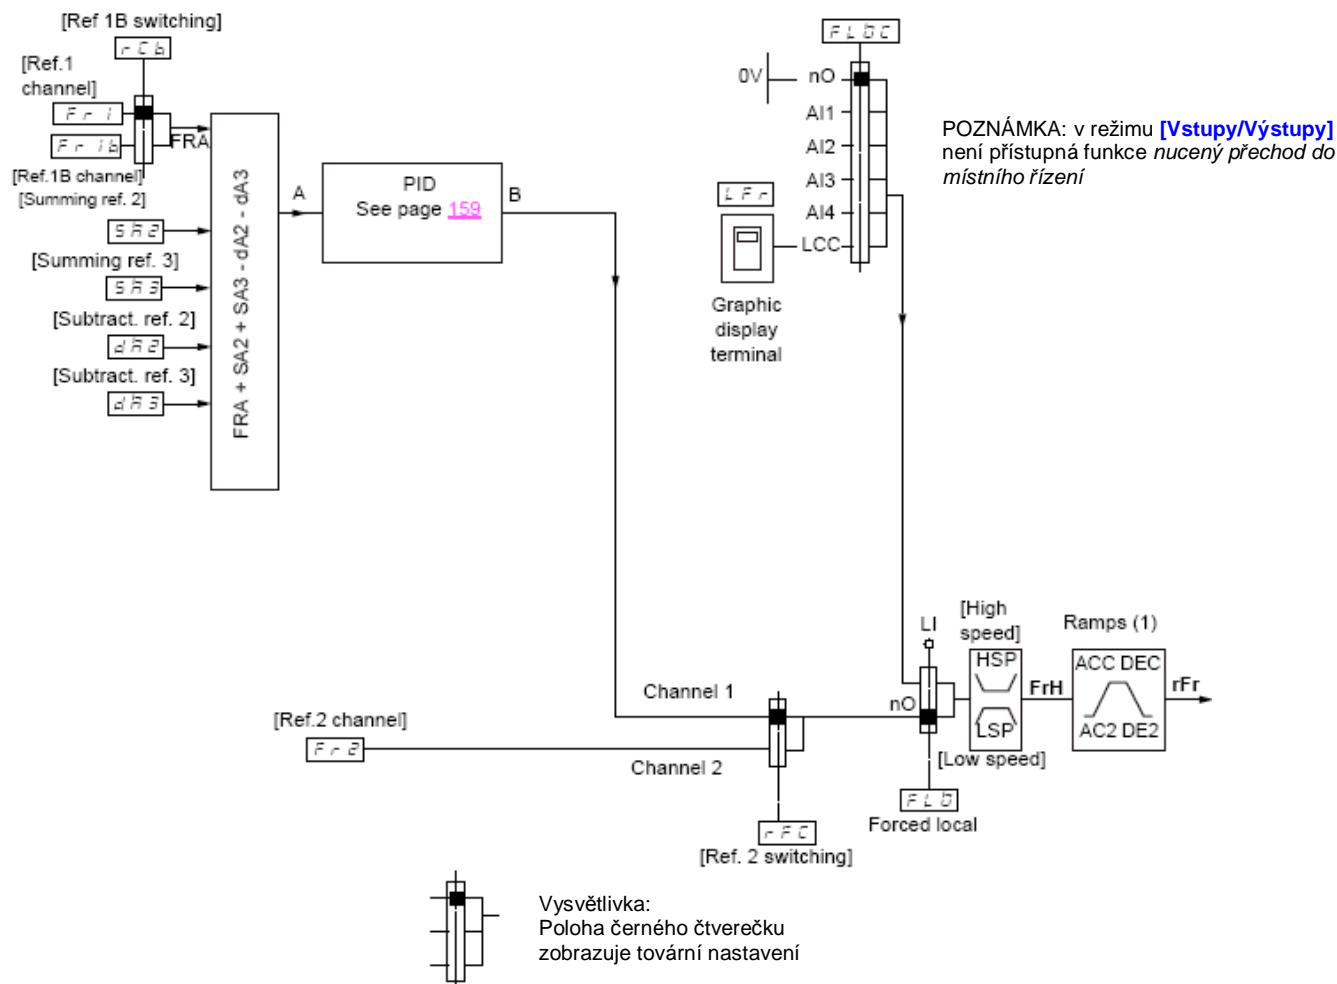 [Ref 1B switching]
rCb
[Ref.1
channel]
Fr1
Fr1b
FRA
[Ref.1B channel]
[Summing ref. 2]
SA2
[Summing ref. 3]
SA3
[Subtract. ref. 2]
dA2
[Subtract. ref. 3]
dA3
FRA + SA2 + SA3 - dA2 - dA3
A
PID
See page 159
B
FLOC
0V
nO
AI1
AI2
AI3
AI4
LCC
LFr
Graphic
display
terminal
POZNÁMKA: v režimu [Vstupy/Výstupy]
není přístupná funkce nucený přechod do
místního řízení
Channel 1
[Ref.2 channel]
Fr2
Channel 2
rFC
[Ref. 2 switching]
LI
nO
FLO
Forced local
[High
speed]
HSP
LSP
[Low speed]
FrH
Ramps (1)
ACC DEC
AC2 DE2
rFr
Vysvětlivka:
Poloha černého čtverečku
zobrazuje tovární nastavení